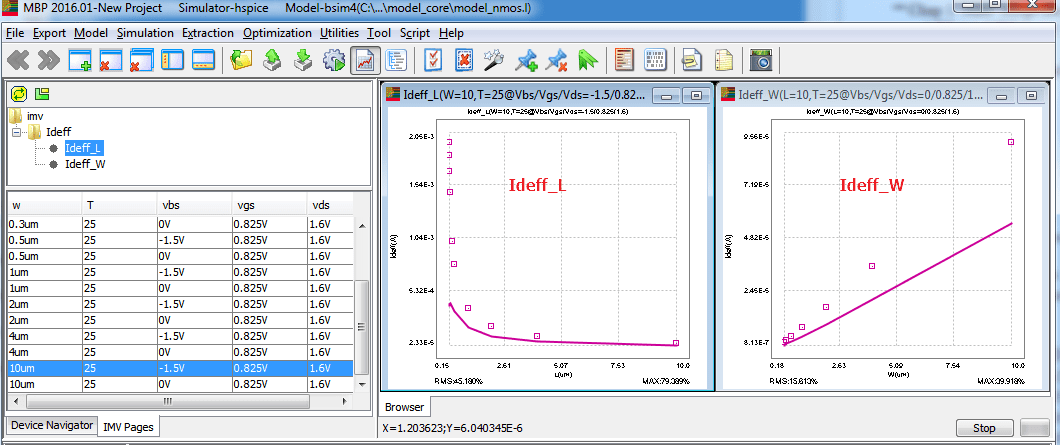 MBP 2016.01-New Project Simulator-hspice Model-bsim4(C:\...\model_core\model_nmos.l)
File Export Model Simulation Extraction Optimization Utilities Tool Script Help
imv
Ideff
Ideff_L
Ideff_W
w T vbs vgs vds
0.3um 25 0V 0.825V 1.6V
0.5um 25 -1.5V 0.825V 1.6V
0.5um 25 0V 0.825V 1.6V
1um 25 -1.5V 0.825V 1.6V
1um 25 0V 0.825V 1.6V
2um 25 -1.5V 0.825V 1.6V
2um 25 0V 0.825V 1.6V
4um 25 -1.5V 0.825V 1.6V
4um 25 0V 0.825V 1.6V
10um 25 -1.5V 0.825V 1.6V
10um 25 0V 0.825V 1.6V
Device Navigator IMV Pages
Ideff_L(W=10,T=25@Vbs/Vgs/Vds=-1.5/0.82...
Ideff_L(W=10,T=25@Vbs/Vgs/Vds=-1.5/0.825/1.6)
Ideff_L
Ideff(A)
2.05E-3
1.54E-3
1.04E-3
5.32E-4
2.33E-6
0.15 2.61 5.07 7.54 10.0
L(um)
RMS:45.180% MAX:79.389%
Ideff_W(L=10,T=25@Vbs/Vgs/Vds=0/0.825/1...
Ideff_W(L=10,T=25@Vbs/Vgs/Vds=0/0.825/1.6)
Ideff_W
Ideff(A)
9.56E-6
7.19E-6
4.82E-6
2.46E-6
8.13E-7
0.18 2.63 5.09 7.54 10.0
W(um)
RMS:15.613% MAX:39.918%
Browser
X=1.203623;Y=6.040345E-6
Stop